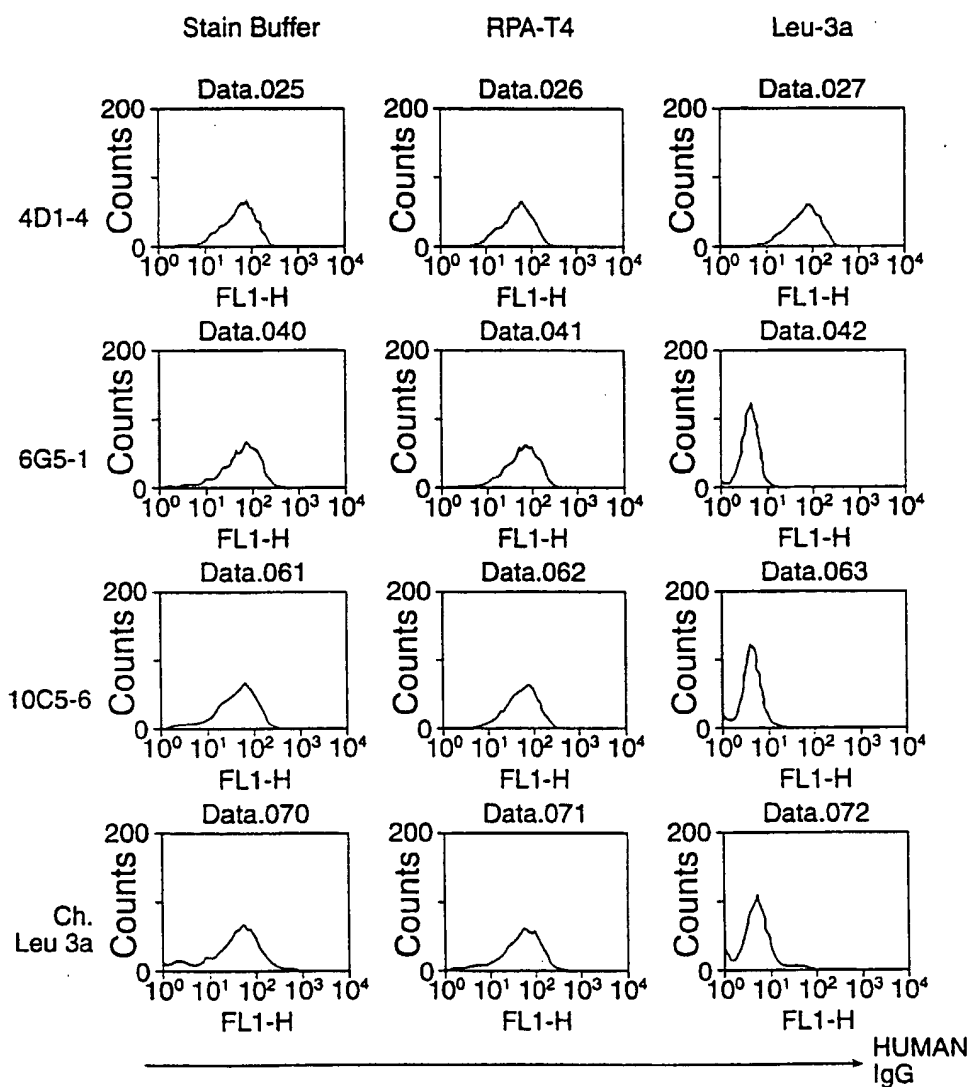 Stain Buffer RPA-T4 Leu-3a
Data.025 Data.026 Data.027
200 200 200
Counts Counts Counts
4D1-4
0 0 0
10⁰ 10¹ 10² 10³ 10⁴ 10⁰ 10¹ 10² 10³ 10⁴ 10⁰ 10¹ 10² 10³ 10⁴
FL1-H FL1-H FL1-H
Data.040 Data.041 Data.042
200 200 200
Counts Counts Counts
6G5-1
0 0 0
10⁰ 10¹ 10² 10³ 10⁴ 10⁰ 10¹ 10² 10³ 10⁴ 10⁰ 10¹ 10² 10³ 10⁴
FL1-H FL1-H FL1-H
Data.061 Data.062 Data.063
200 200 200
Counts Counts Counts
10C5-6
0 0 0
10⁰ 10¹ 10² 10³ 10⁴ 10⁰ 10¹ 10² 10³ 10⁴ 10⁰ 10¹ 10² 10³ 10⁴
FL1-H FL1-H FL1-H
Data.070 Data.071 Data.072
200 200 200
Counts Counts Counts
Ch.
Leu 3a
0 0 0
10⁰ 10¹ 10² 10³ 10⁴ 10⁰ 10¹ 10² 10³ 10⁴ 10⁰ 10¹ 10² 10³ 10⁴
FL1-H FL1-H FL1-H
HUMAN
IgG